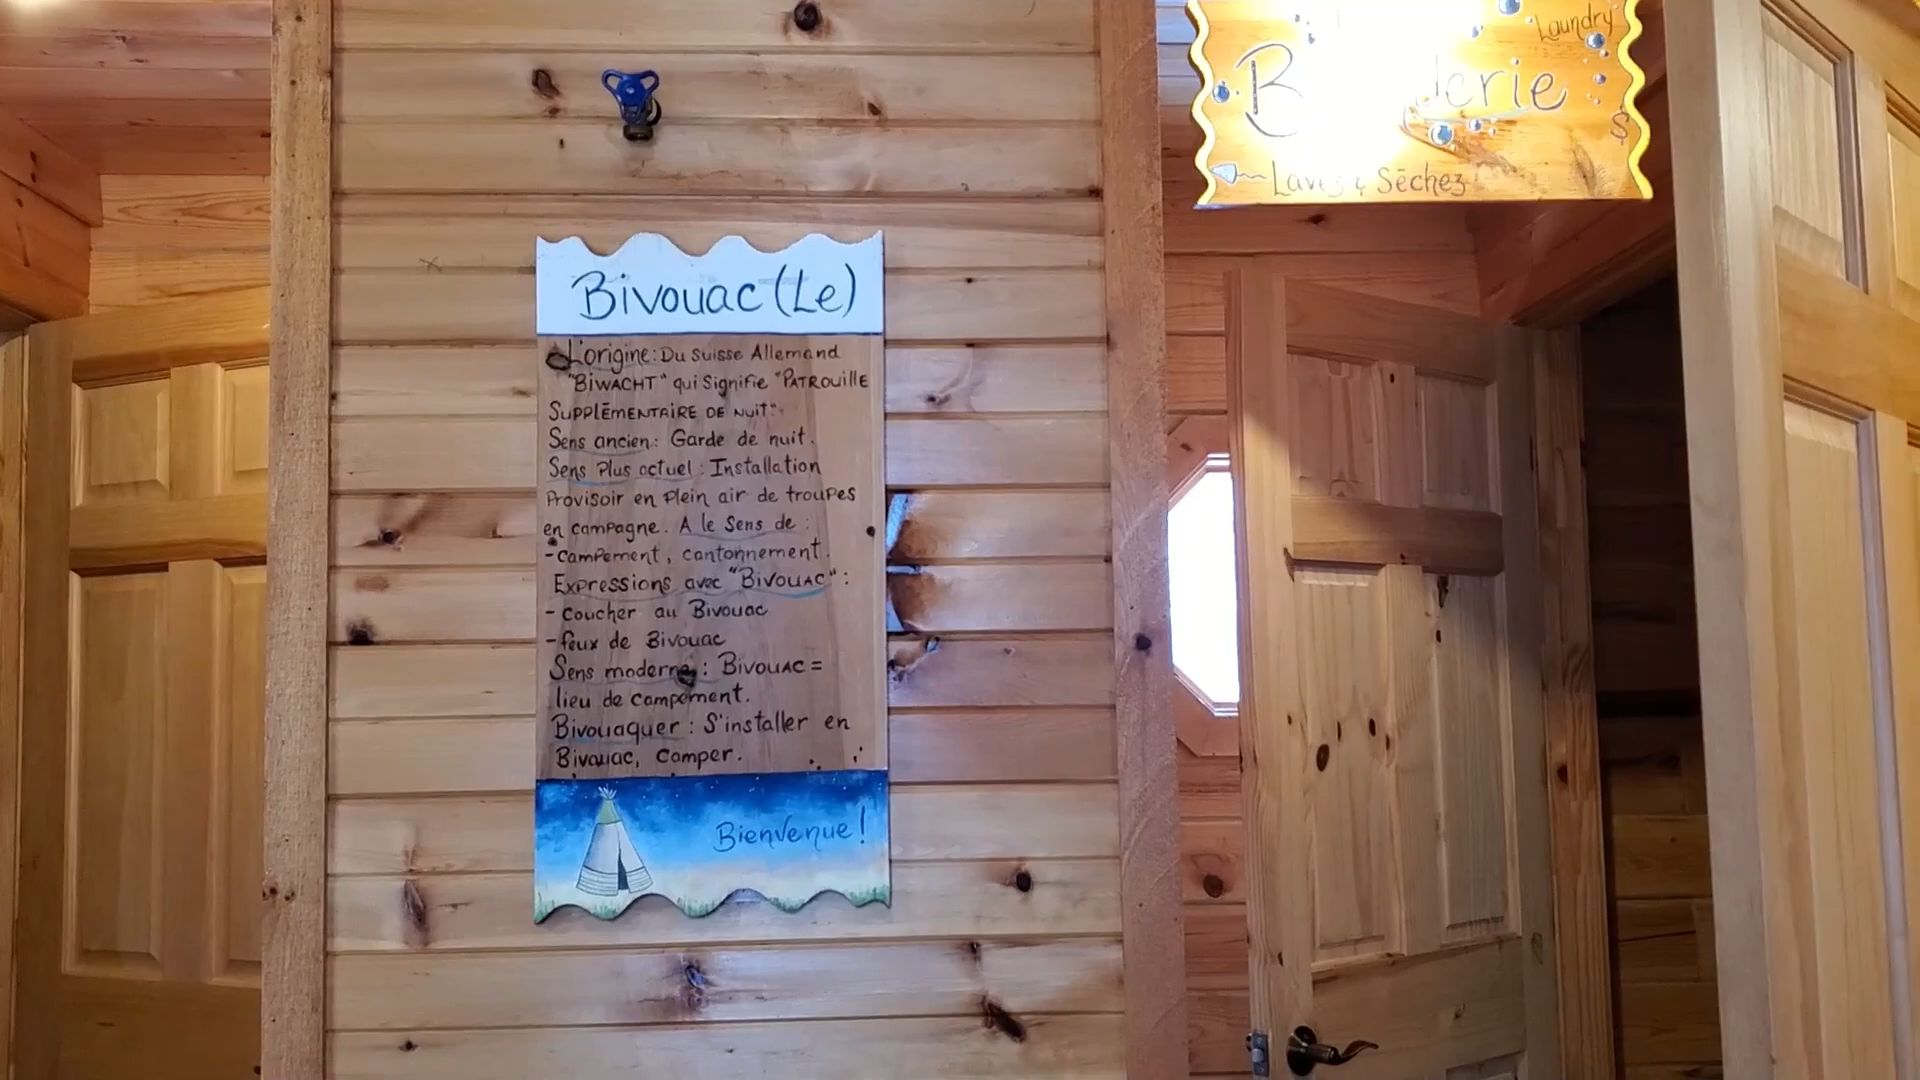 Bivouac (Le)
L'origine: Du Suisse Allemand
"BIWACHT" qui Signifie "PATROUILLE
SUPPLÉMENTAIRE DE NUIT".
Sens ancien: Garde de nuit.
Sens Plus actuel: Installation
Provisoir en Plein air de troupes
en campagne. A le Sens de:
- campement, cantonnement.
Expressions avec "BIVOUAC":
- coucher au Bivouac
- feux de Bivouac
Sens moderne: BIVOUAC =
lieu de campement.
Bivouaquer: S'installer en
Bivouac, Camper.
Bienvenue!
Laundry
$
Lavez & Séchez